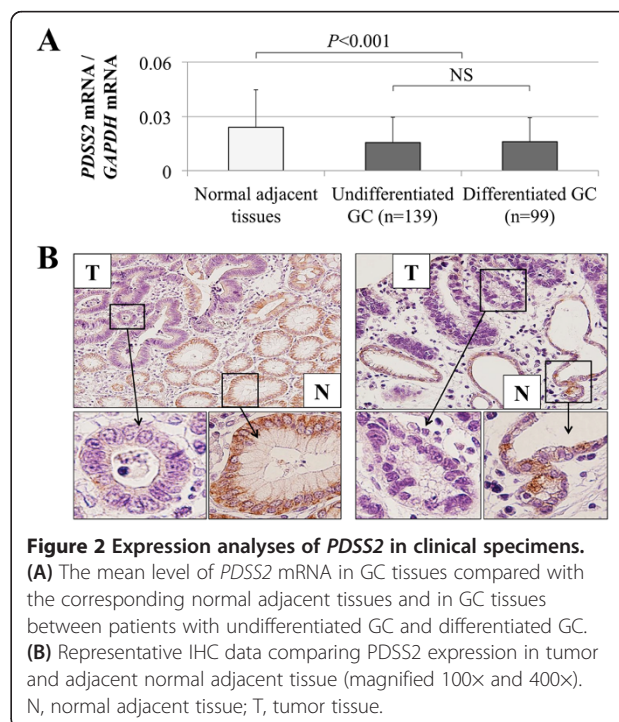 A
P<0.001
NS
PDSS2 mRNA /
GAPDH mRNA
0.06
0.03
0
Normal adjacent
tissues
Undifferentiated
GC (n=139)
Differentiated GC
(n=99)
B
T
N
T
N
Figure 2 Expression analyses of PDSS2 in clinical specimens.
(A) The mean level of PDSS2 mRNA in GC tissues compared with
the corresponding normal adjacent tissues and in GC tissues
between patients with undifferentiated GC and differentiated GC.
(B) Representative IHC data comparing PDSS2 expression in tumor
and adjacent normal adjacent tissue (magnified 100× and 400×).
N, normal adjacent tissue; T, tumor tissue.